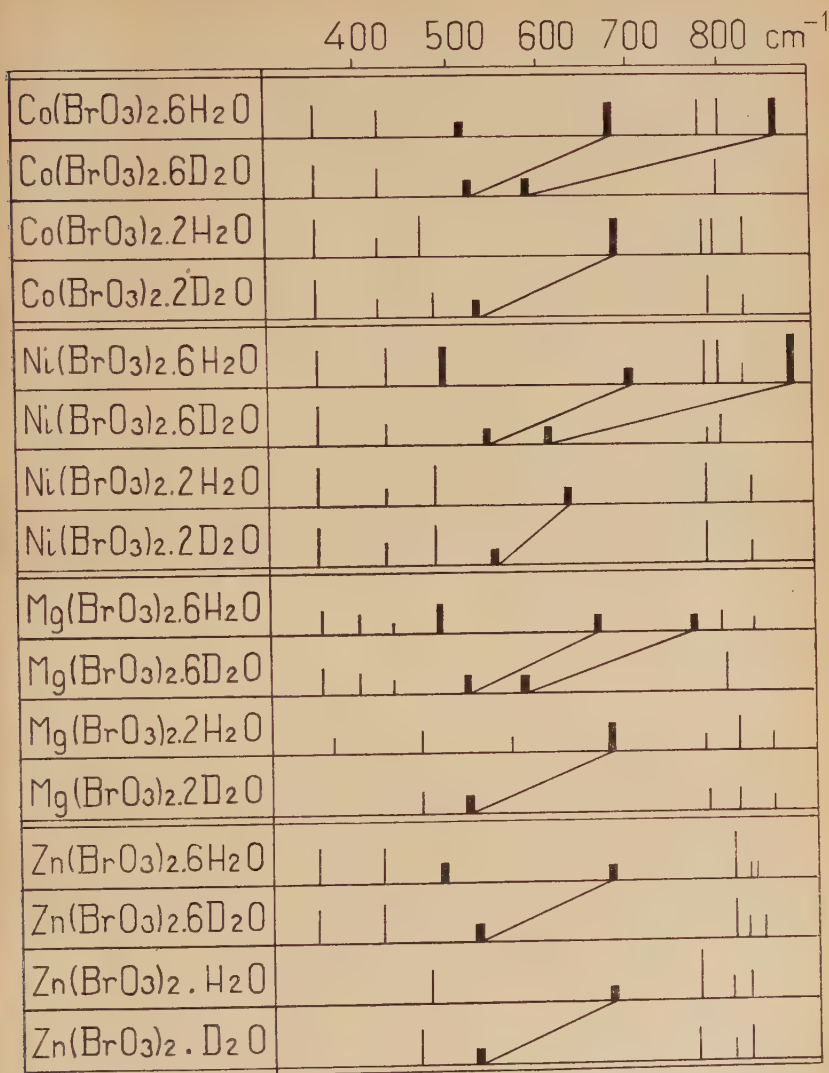 400 500 600 700 800 cm⁻¹
Co(BrO₃)₂.6H₂O
Co(BrO₃)₂.6D₂O
Co(BrO₃)₂.2H₂O
Co(BrO₃)₂.2D₂O
Ni(BrO₃)₂.6H₂O
Ni(BrO₃)₂.6D₂O
Ni(BrO₃)₂.2H₂O
Ni(BrO₃)₂.2D₂O
Mg(BrO₃)₂.6H₂O
Mg(BrO₃)₂.6D₂O
Mg(BrO₃)₂.2H₂O
Mg(BrO₃)₂.2D₂O
Zn(BrO₃)₂.6H₂O
Zn(BrO₃)₂.6D₂O
Zn(BrO₃)₂.H₂O
Zn(BrO₃)₂.D₂O